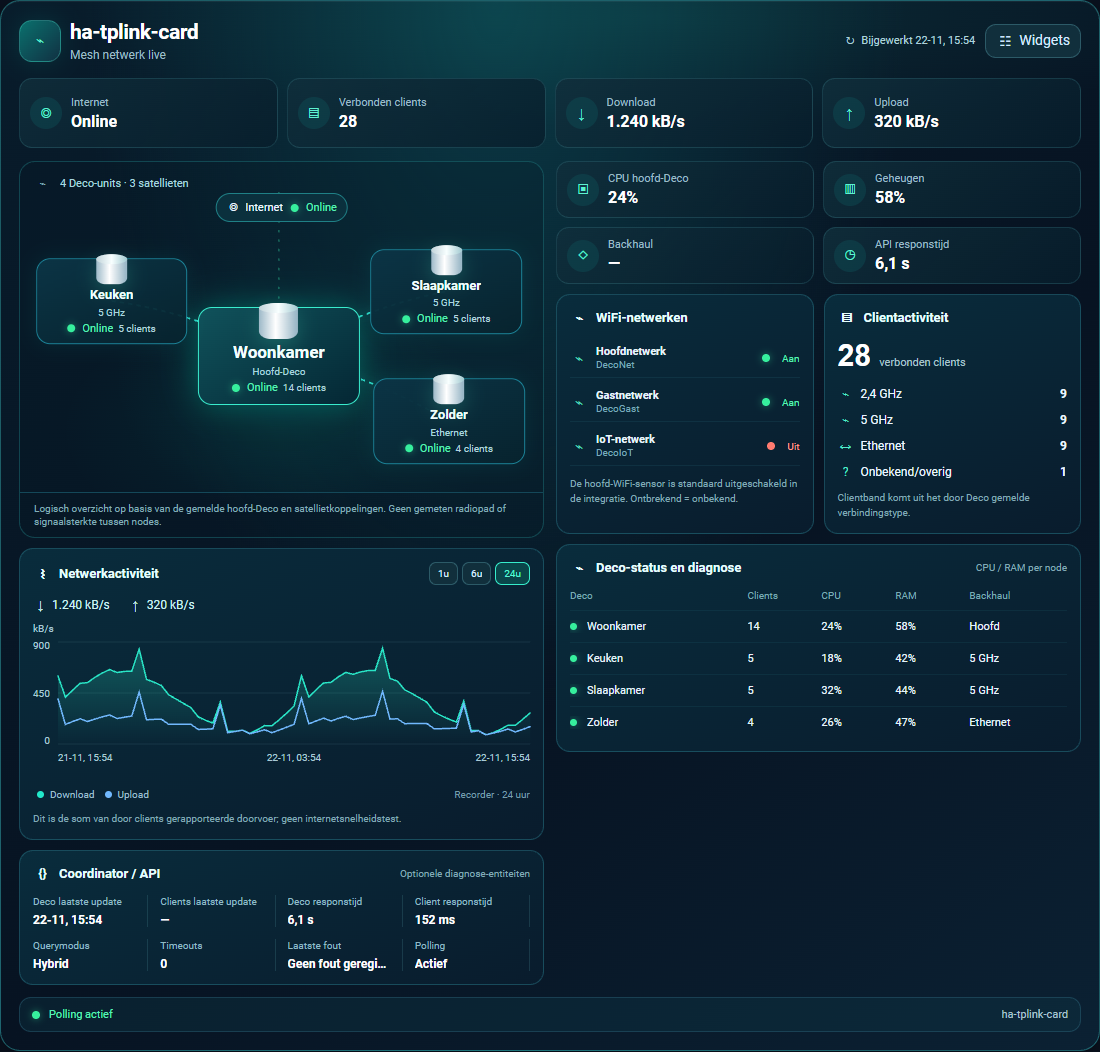 ha-tplink-card
Mesh netwerk live
↻ Bijgewerkt 22-11, 15:54
Widgets
Internet
Online
Verbonden clients
28
Download
1.240 kB/s
Upload
320 kB/s
4 Deco-units · 3 satellieten
Internet Online
Keuken
5 GHz
Online 5 clients
Slaapkamer
5 GHz
Online 5 clients
Woonkamer
Hoofd-Deco
Online 14 clients
Zolder
Ethernet
Online 4 clients
Logisch overzicht op basis van de gemelde hoofd-Deco en satellietkoppelingen. Geen gemeten radiopad of
signaalsterkte tussen nodes.
CPU hoofd-Deco
24%
Geheugen
58%
Backhaul
—
API responstijd
6,1 s
WiFi-netwerken
Hoofdnetwerk
DecoNet
Aan
Gastnetwerk
DecoGast
Aan
IoT-netwerk
DecoIoT
Uit
De hoofd-WiFi-sensor is standaard uitgeschakeld in
de integratie. Ontbrekend = onbekend.
Clientactiviteit
28 verbonden clients
2,4 GHz 9
5 GHz 9
↔ Ethernet 9
? Onbekend/overig 1
Clientband komt uit het door Deco gemelde
verbindingstype.
Netwerkactiviteit
1u 6u 24u
↓ 1.240 kB/s ↑ 320 kB/s
kB/s
900
450
0
21-11, 15:54 22-11, 03:54 22-11, 15:54
Download Upload
Recorder · 24 uur
Dit is de som van door clients gerapporteerde doorvoer; geen internetsnelheidstest.
Deco-status en diagnose
CPU / RAM per node
Deco Clients CPU RAM Backhaul
Woonkamer 14 24% 58% Hoofd
Keuken 5 18% 42% 5 GHz
Slaapkamer 5 32% 44% 5 GHz
Zolder 4 26% 47% Ethernet
{} Coordinator / API
Optionele diagnose-entiteiten
Deco laatste update
22-11, 15:54
Clients laatste update
—
Deco responstijd
6,1 s
Client responstijd
152 ms
Querymodus
Hybrid
Timeouts
0
Laatste fout
Geen fout geregi...
Polling
Actief
Polling actief
ha-tplink-card